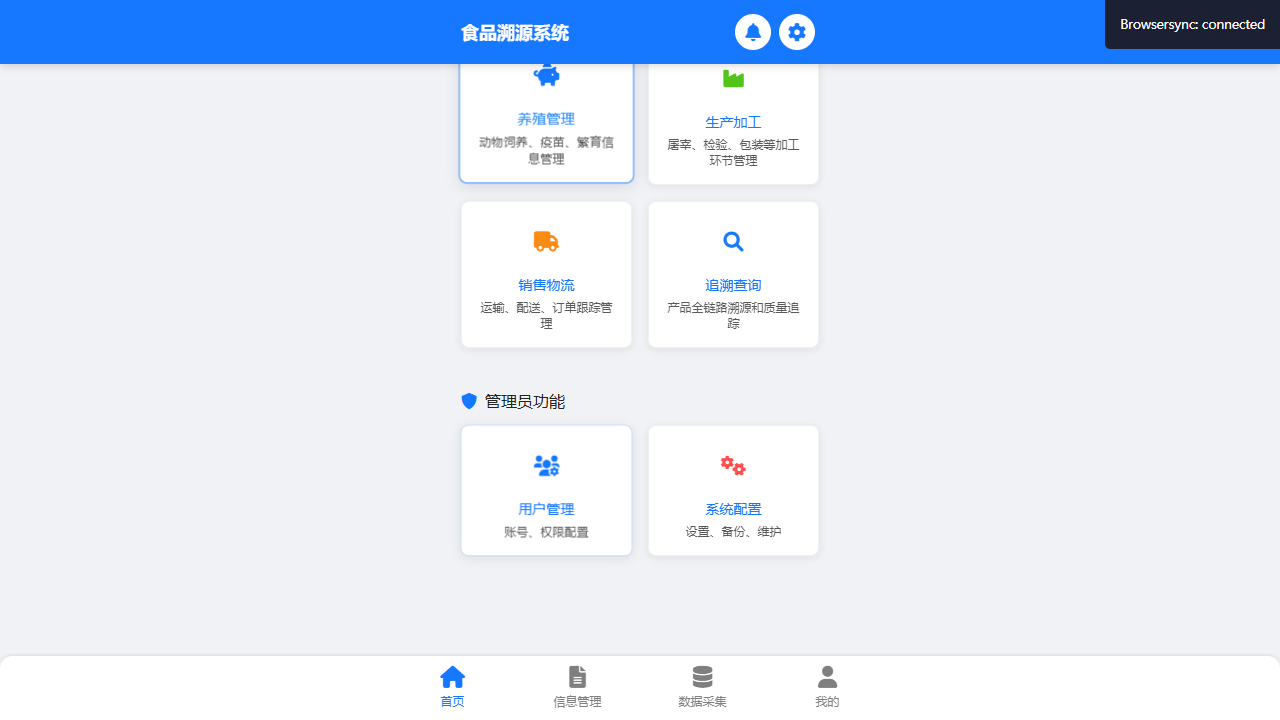 食品溯源系统
Browsersync: connected
养殖管理
动物饲养、疫苗、繁育信
息管理
生产加工
屠宰、检验、包装等加工
环节管理
销售物流
运输、配送、订单跟踪管
理
追溯查询
产品全链路溯源和质量追
踪
管理员功能
用户管理
账号、权限配置
系统配置
设置、备份、维护
首页
信息管理
数据采集
我的